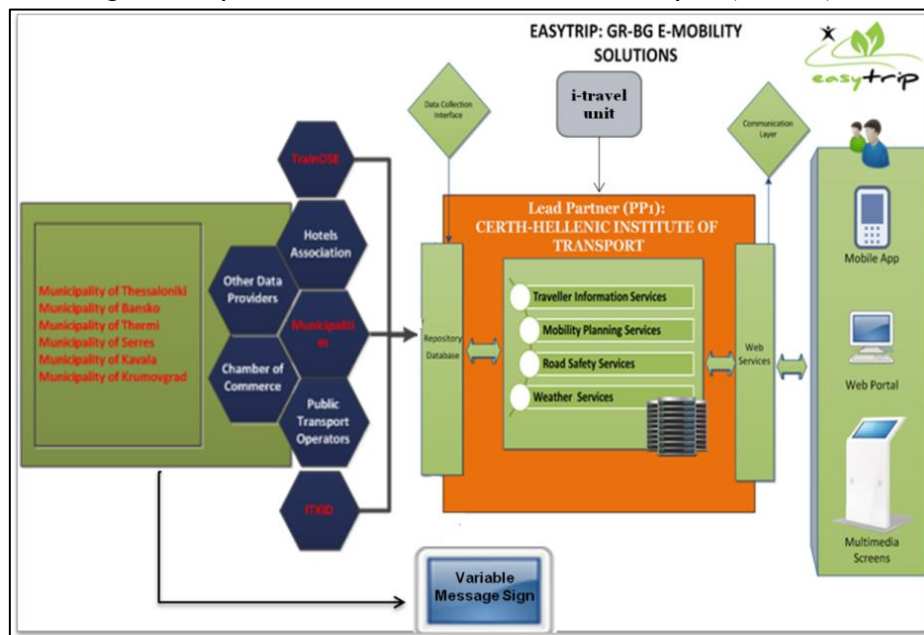 EASYTRIP: GR-BG E-MOBILITY
SOLUTIONS
easytrip
Data Collection
Interface
i-travel
unit
Communication
Layer
TrainOSE
Hotels
Association
Other Data
Providers
Municipaliti
es
Chamber of
Commerce
Public
Transport
Operators
ITXID
Municipality of Thessaloniki
Municipality of Bansko
Municipality of Thermi
Municipality of Serres
Municipality of Kavala
Municipality of Krumovgrad
Lead Partner (PP1):
CERTH-HELLENIC INSTITUTE OF
TRANSPORT
Repository
Database
Traveller Information Services
Mobility Planning Services
Road Safety Services
Weather Services
Web
Services
Mobile App
Web Portal
Multimedia
Screens
Variable
Message Sign